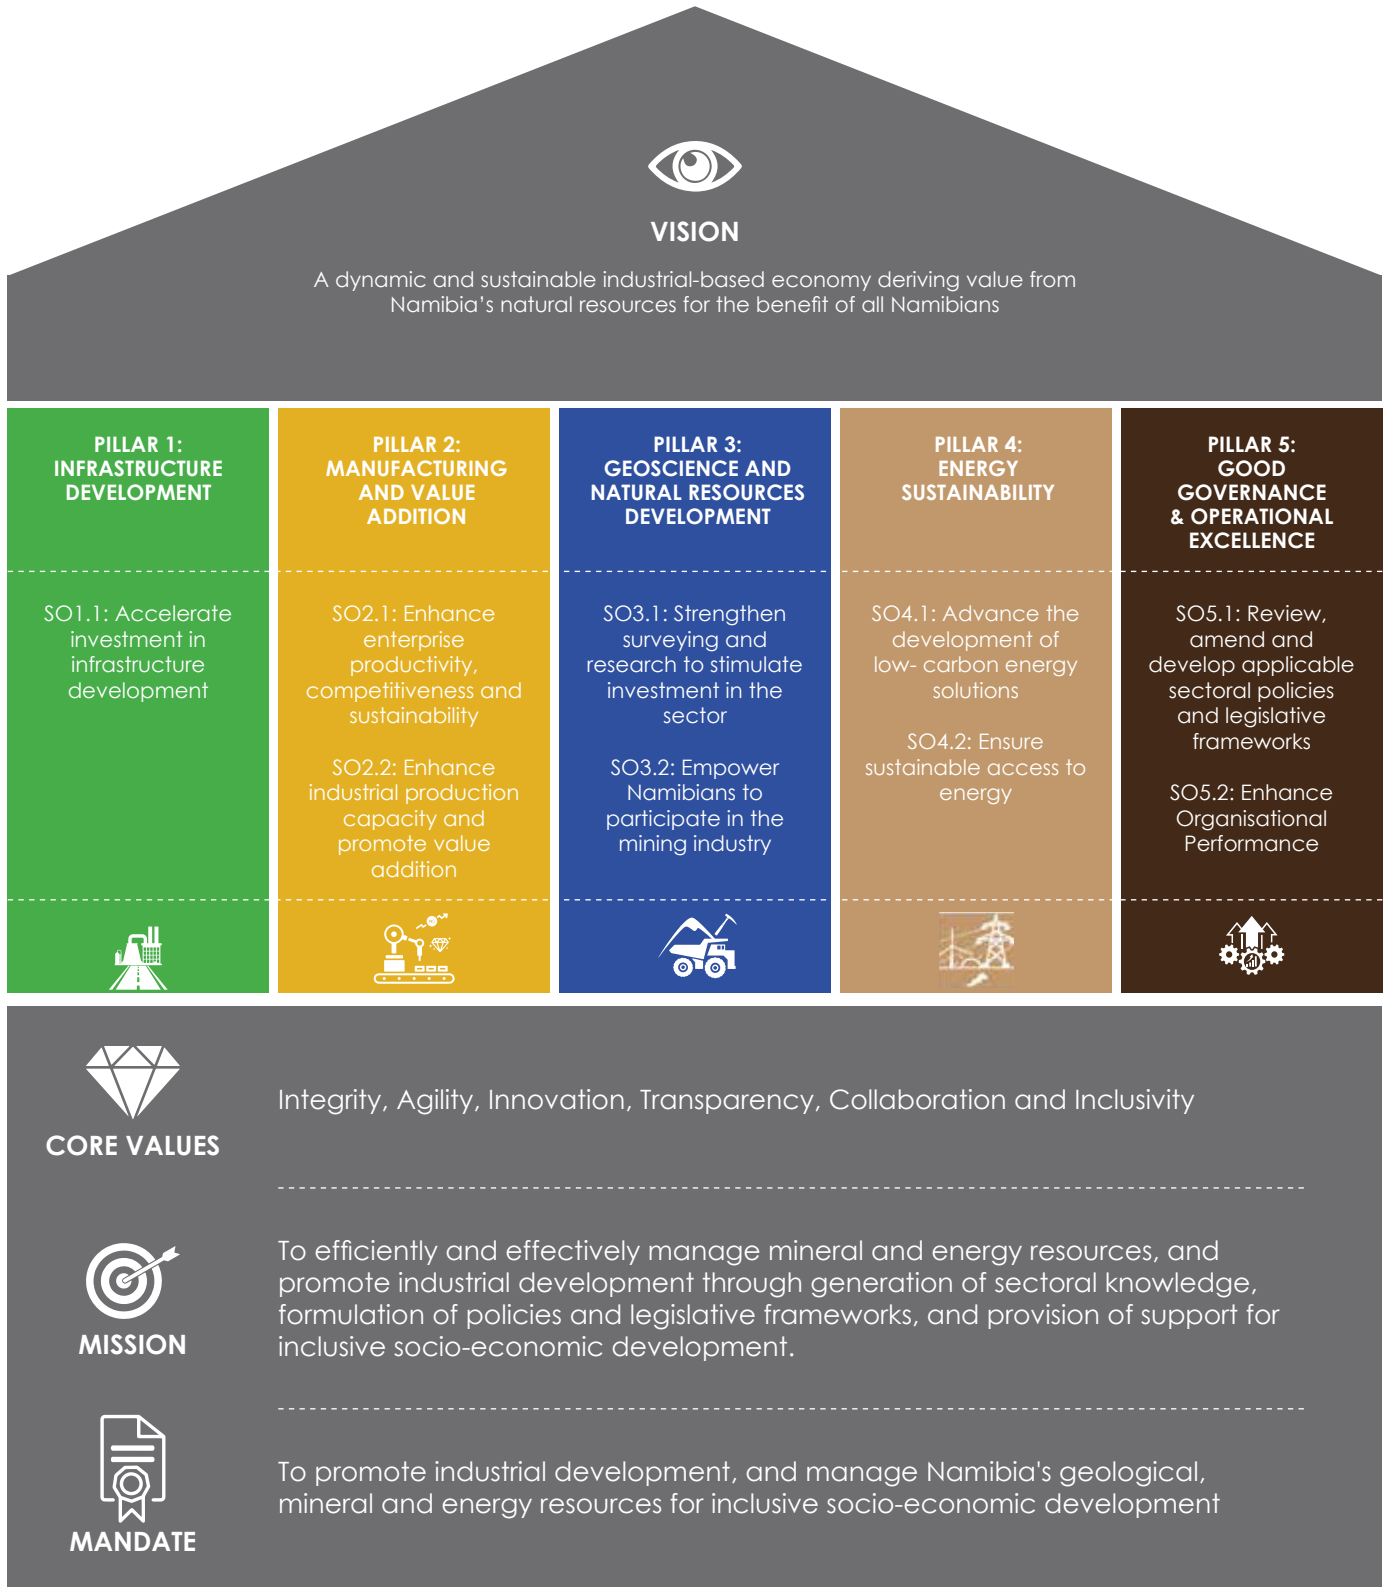 VISION
A dynamic and sustainable industrial-based economy deriving value from
Namibia's natural resources for the benefit of all Namibians
PILLAR 1:
INFRASTRUCTURE
DEVELOPMENT
SO1.1: Accelerate
investment in
infrastructure
development
PILLAR 2:
MANUFACTURING
AND VALUE
ADDITION
SO2.1: Enhance
enterprise
productivity,
competitiveness and
sustainability
SO2.2: Enhance
industrial production
capacity and
promote value
addition
PILLAR 3:
GEOSCIENCE AND
NATURAL RESOURCES
DEVELOPMENT
SO3.1: Strengthen
surveying and
research to stimulate
investment in the
sector
SO3.2: Empower
Namibians to
participate in the
mining industry
PILLAR 4:
ENERGY
SUSTAINABILITY
SO4.1: Advance the
development of
low- carbon energy
solutions
SO4.2: Ensure
sustainable access to
energy
PILLAR 5:
GOOD
GOVERNANCE
& OPERATIONAL
EXCELLENCE
SO5.1: Review,
amend and
develop applicable
sectoral policies
and legislative
frameworks
SO5.2: Enhance
Organisational
Performance
CORE VALUES
Integrity, Agility, Innovation, Transparency, Collaboration and Inclusivity
MISSION
To efficiently and effectively manage mineral and energy resources, and
promote industrial development through generation of sectoral knowledge,
formulation of policies and legislative frameworks, and provision of support for
inclusive socio-economic development.
MANDATE
To promote industrial development, and manage Namibia's geological,
mineral and energy resources for inclusive socio-economic development